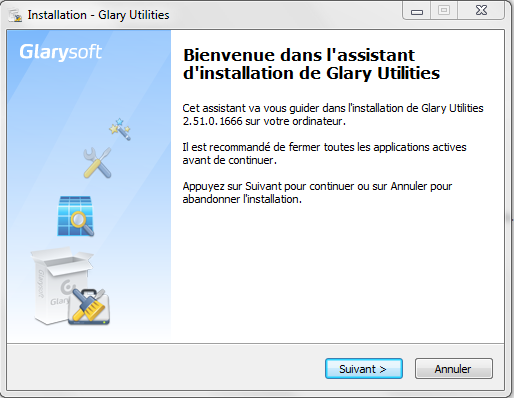 Installation - Glary Utilities
Glarysoft
Bienvenue dans l'assistant
d'installation de Glary Utilities
Cet assistant va vous guider dans l'installation de Glary Utilities
2.51.0.1666 sur votre ordinateur.
Il est recommandé de fermer toutes les applications actives
avant de continuer.
Appuyez sur Suivant pour continuer ou sur Annuler pour
abandonner l'installation.
Suivant >
Annuler